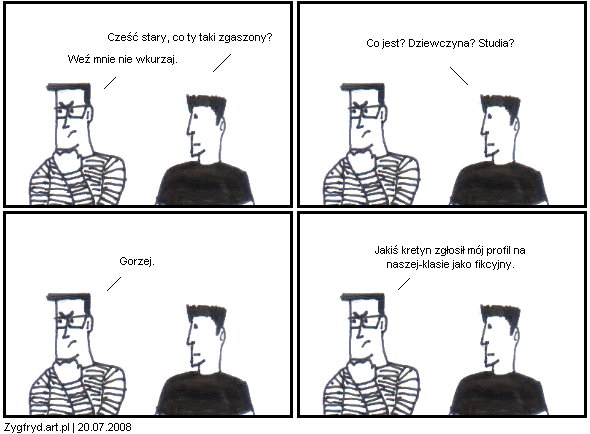 Cześć stary, co ty taki zgaszony?
Weź mnie nie wkurzaj.
Co jest? Dziewczyna? Studia?
Gorzej.
Jakiś kretyn zgłosił mój profil na
naszej-klasie jako fikcyjny.
Zygfryd.art.pl | 20.07.2008